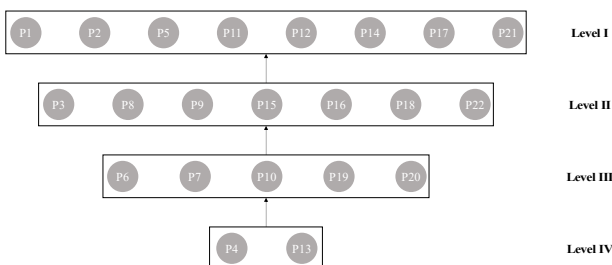 P1 P2 P5 P11 P12 P14 P17 P21 Level I
P3 P8 P9 P15 P16 P18 P22 Level II
P6 P7 P10 P19 P20 Level III
P4 P13 Level IV